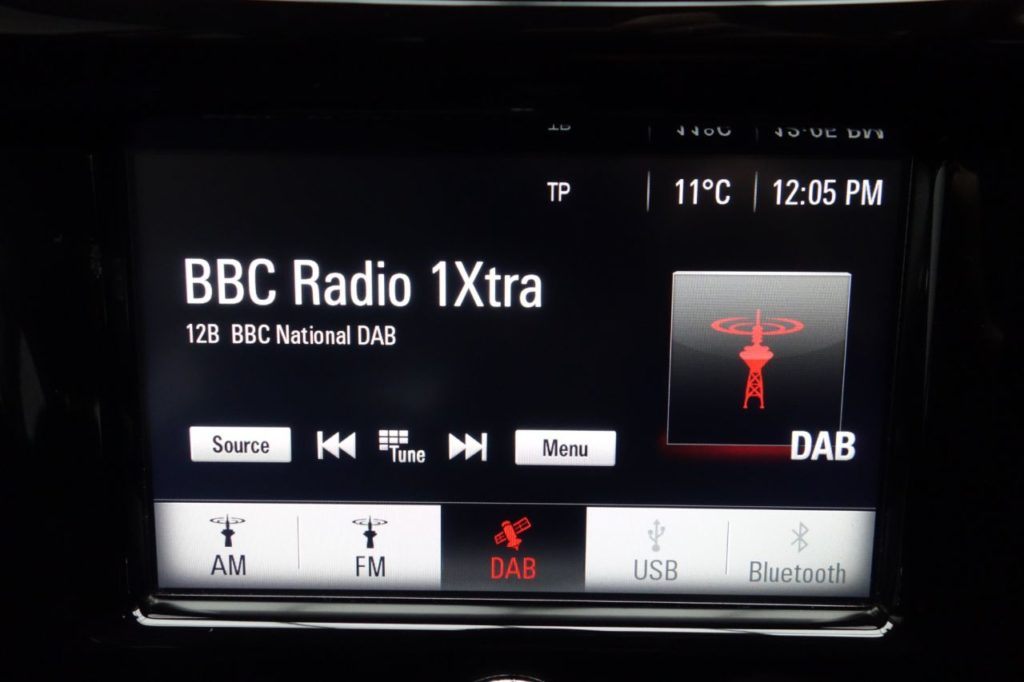 TP 11°C 12:05 PM
BBC Radio 1Xtra
12B BBC National DAB
DAB
Source Tune Menu
AM FM DAB USB Bluetooth